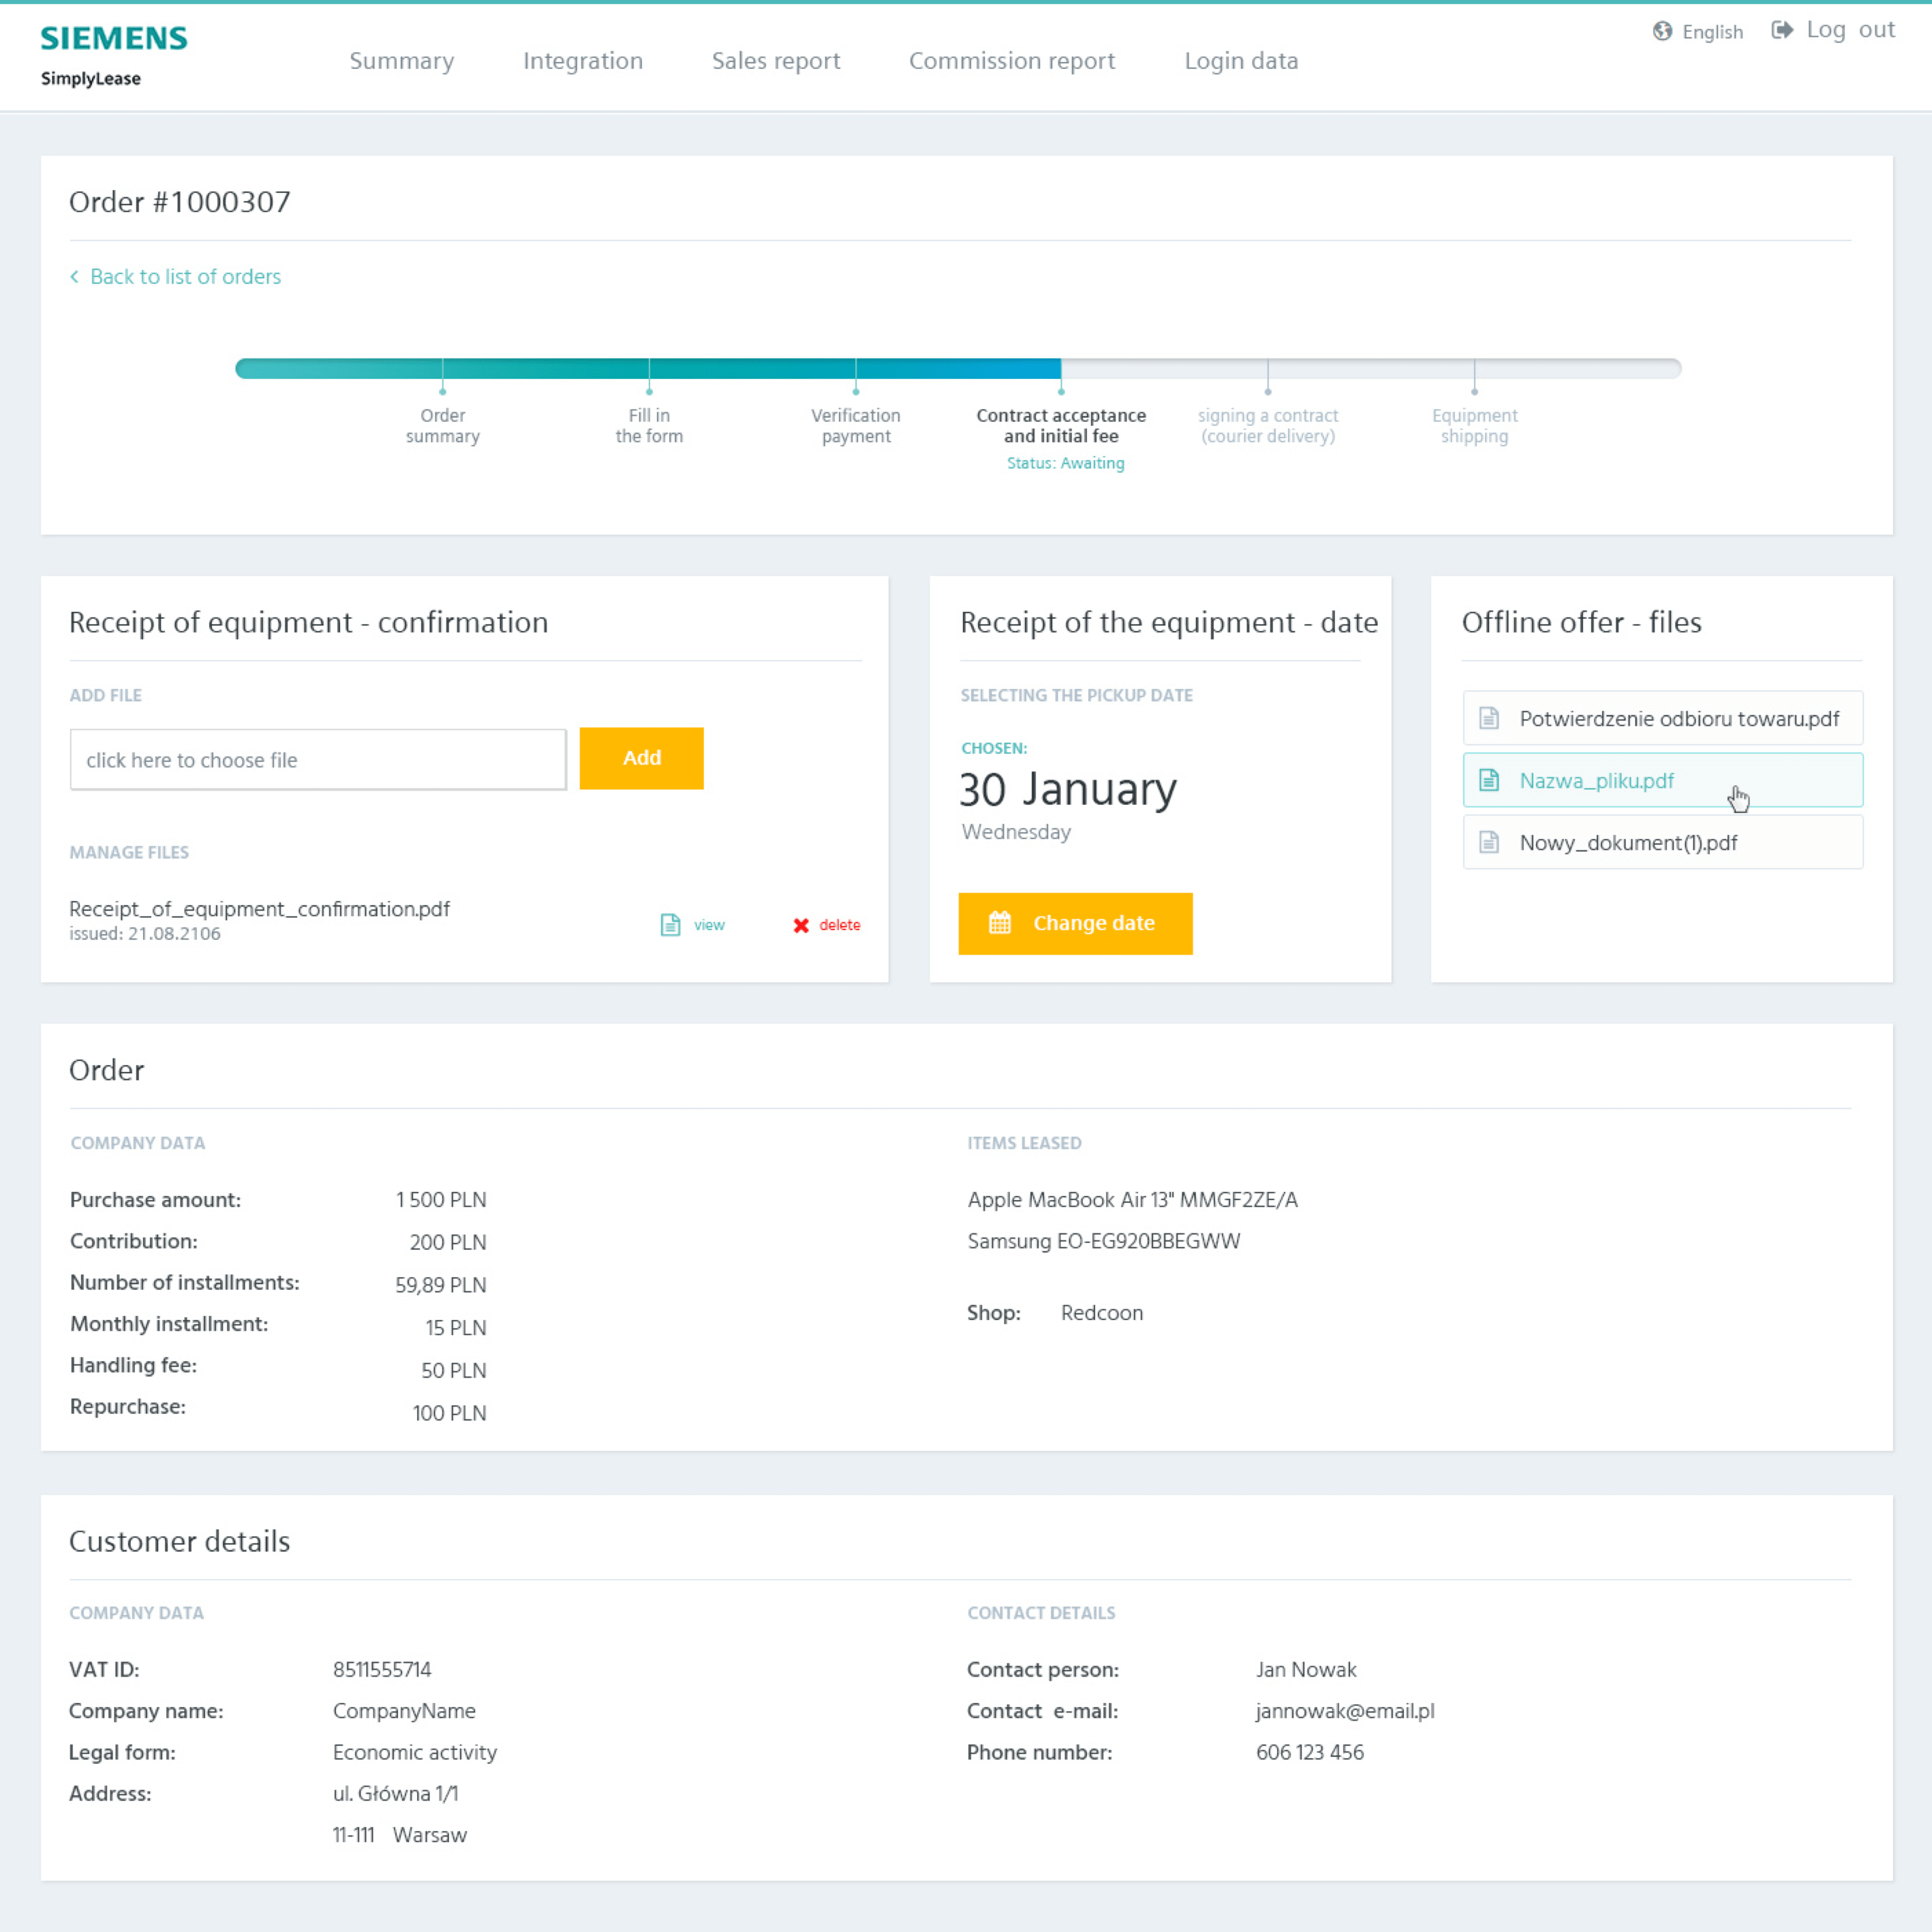 SIEMENS
SimplyLease
Summary
Integration
Sales report
Commission report
Login data
English
Log out
Order #1000307
Back to list of orders
Order
summary
Fill in
the form
Verification
payment
Contract acceptance
and initial fee
Status: Awaiting
signing a contract
(courier delivery)
Equipment
shipping
Receipt of equipment - confirmation
ADD FILE
click here to choose file
Add
MANAGE FILES
Receipt_of_equipment_confirmation.pdf
issued: 21.08.2106
view
delete
Receipt of the equipment - date
SELECTING THE PICKUP DATE
CHOSEN:
30 January
Wednesday
Change date
Offline offer - files
Potwierdzenie odbioru towaru.pdf
Nazwa_pliku.pdf
Nowy_dokument(1).pdf
Order
COMPANY DATA
Purchase amount: 1 500 PLN
Contribution: 200 PLN
Number of installments: 59,89 PLN
Monthly installment: 15 PLN
Handling fee: 50 PLN
Repurchase: 100 PLN
ITEMS LEASED
Apple MacBook Air 13" MMGF2ZE/A
Samsung EO-EG920BBEGWW
Shop: Redcoon
Customer details
COMPANY DATA
VAT ID: 8511555714
Company name: CompanyName
Legal form: Economic activity
Address: ul. Główna 1/1
11-111 Warsaw
CONTACT DETAILS
Contact person: Jan Nowak
Contact e-mail: jannowak@email.pl
Phone number: 606 123 456